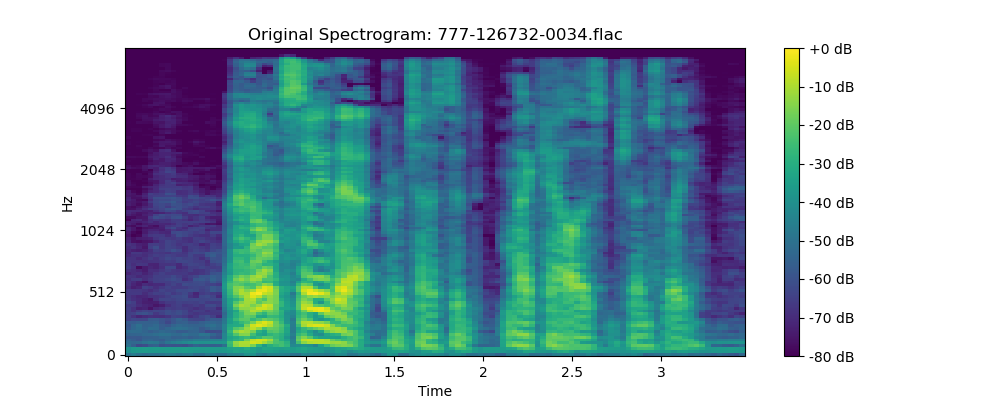 Original Spectrogram: 777-126732-0034.flac
Hz
4096
2048
1024
512
0
0 0.5 1 1.5 2 2.5 3
Time
+0 dB
-10 dB
-20 dB
-30 dB
-40 dB
-50 dB
-60 dB
-70 dB
-80 dB